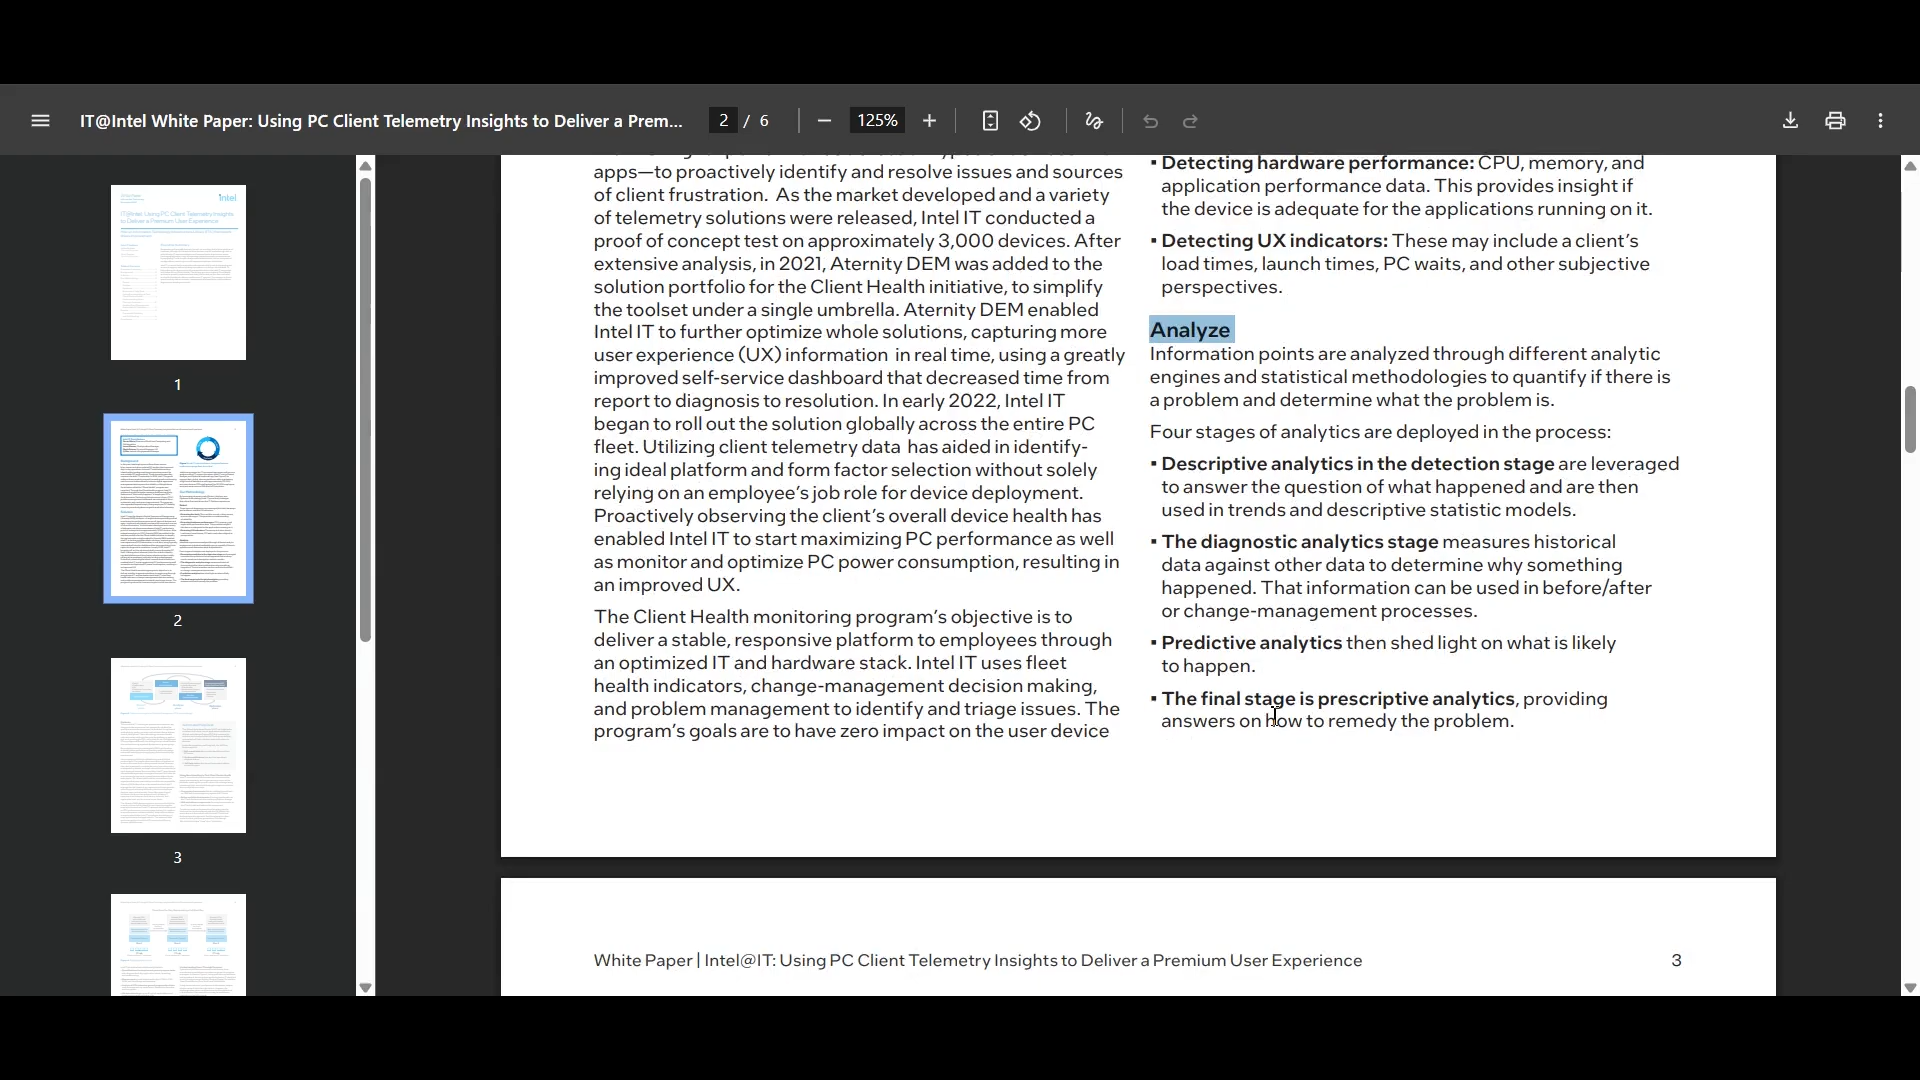 IT@Intel White Paper: Using PC Client Telemetry Insights to Deliver a Prem...
2 / 6
125%
intel
1
2
3
apps—to proactively identify and resolve issues and sources
of client frustration. As the market developed and a variety
of telemetry solutions were released, Intel IT conducted a
proof of concept test on approximately 3,000 devices. After
extensive analysis, in 2021, Aternity DEM was added to the
solution portfolio for the Client Health initiative, to simplify
the toolset under a single umbrella. Aternity DEM enabled
Intel IT to further optimize whole solutions, capturing more
user experience (UX) information in real time, using a greatly
improved self-service dashboard that decreased time from
report to diagnosis to resolution. In early 2022, Intel IT
began to roll out the solution globally across the entire PC
fleet. Utilizing client telemetry data has aided in identify-
ing ideal platform and form factor selection without solely
relying on an employee's job role for device deployment.
Proactively observing the client's overall device health has
enabled Intel IT to start maximizing PC performance as well
as monitor and optimize PC power consumption, resulting in
an improved UX.
The Client Health monitoring program's objective is to
deliver a stable, responsive platform to employees through
an optimized IT and hardware stack. Intel IT uses fleet
health indicators, change-management decision making,
and problem management to identify and triage issues. The
program's goals are to have zero impact on the user device
▪ Detecting hardware performance: CPU, memory, and
application performance data. This provides insight if
the device is adequate for the applications running on it.
▪ Detecting UX indicators: These may include a client's
load times, launch times, PC waits, and other subjective
perspectives.
Analyze
Information points are analyzed through different analytic
engines and statistical methodologies to quantify if there is
a problem and determine what the problem is.
Four stages of analytics are deployed in the process:
▪ Descriptive analytics in the detection stage are leveraged
to answer the question of what happened and are then
used in trends and descriptive statistic models.
▪ The diagnostic analytics stage measures historical
data against other data to determine why something
happened. That information can be used in before/after
or change-management processes.
▪ Predictive analytics then shed light on what is likely
to happen.
▪ The final stage is prescriptive analytics, providing
answers on how to remedy the problem.
White Paper | Intel@IT: Using PC Client Telemetry Insights to Deliver a Premium User Experience
3